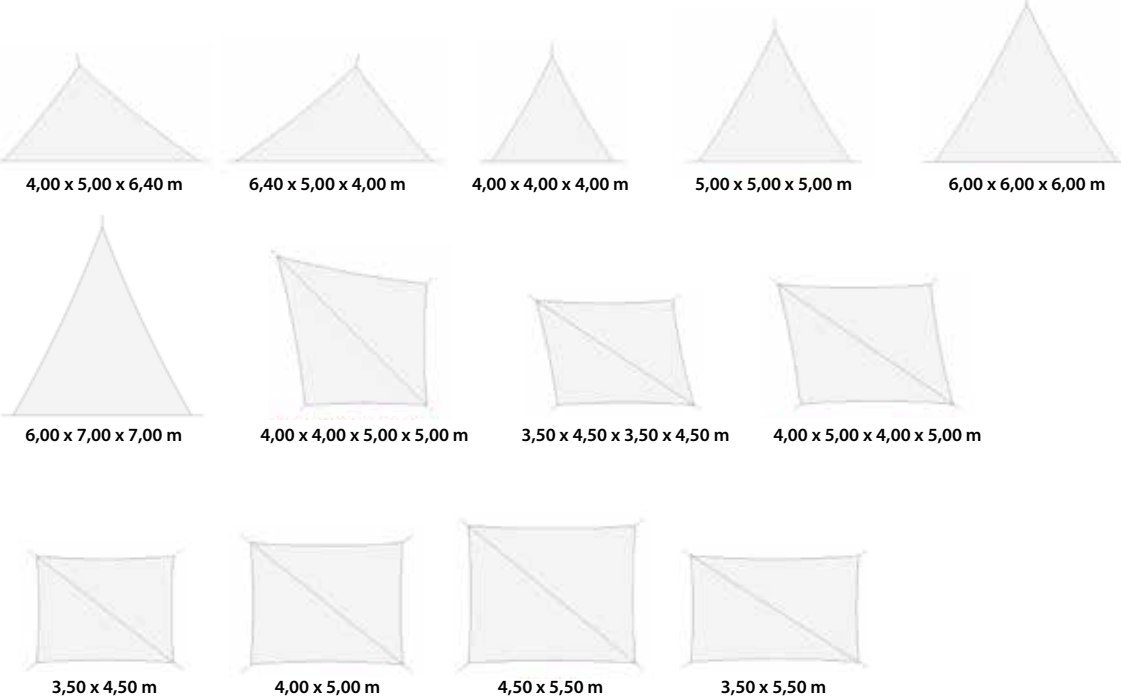 4,00 x 5,00 x 6,40 m
6,40 x 5,00 x 4,00 m
4,00 x 4,00 x 4,00 m
5,00 x 5,00 x 5,00 m
6,00 x 6,00 x 6,00 m
6,00 x 7,00 x 7,00 m
4,00 x 4,00 x 5,00 x 5,00 m
3,50 x 4,50 x 3,50 x 4,50 m
4,00 x 5,00 x 4,00 x 5,00 m
3,50 x 4,50 m
4,00 x 5,00 m
4,50 x 5,50 m
3,50 x 5,50 m